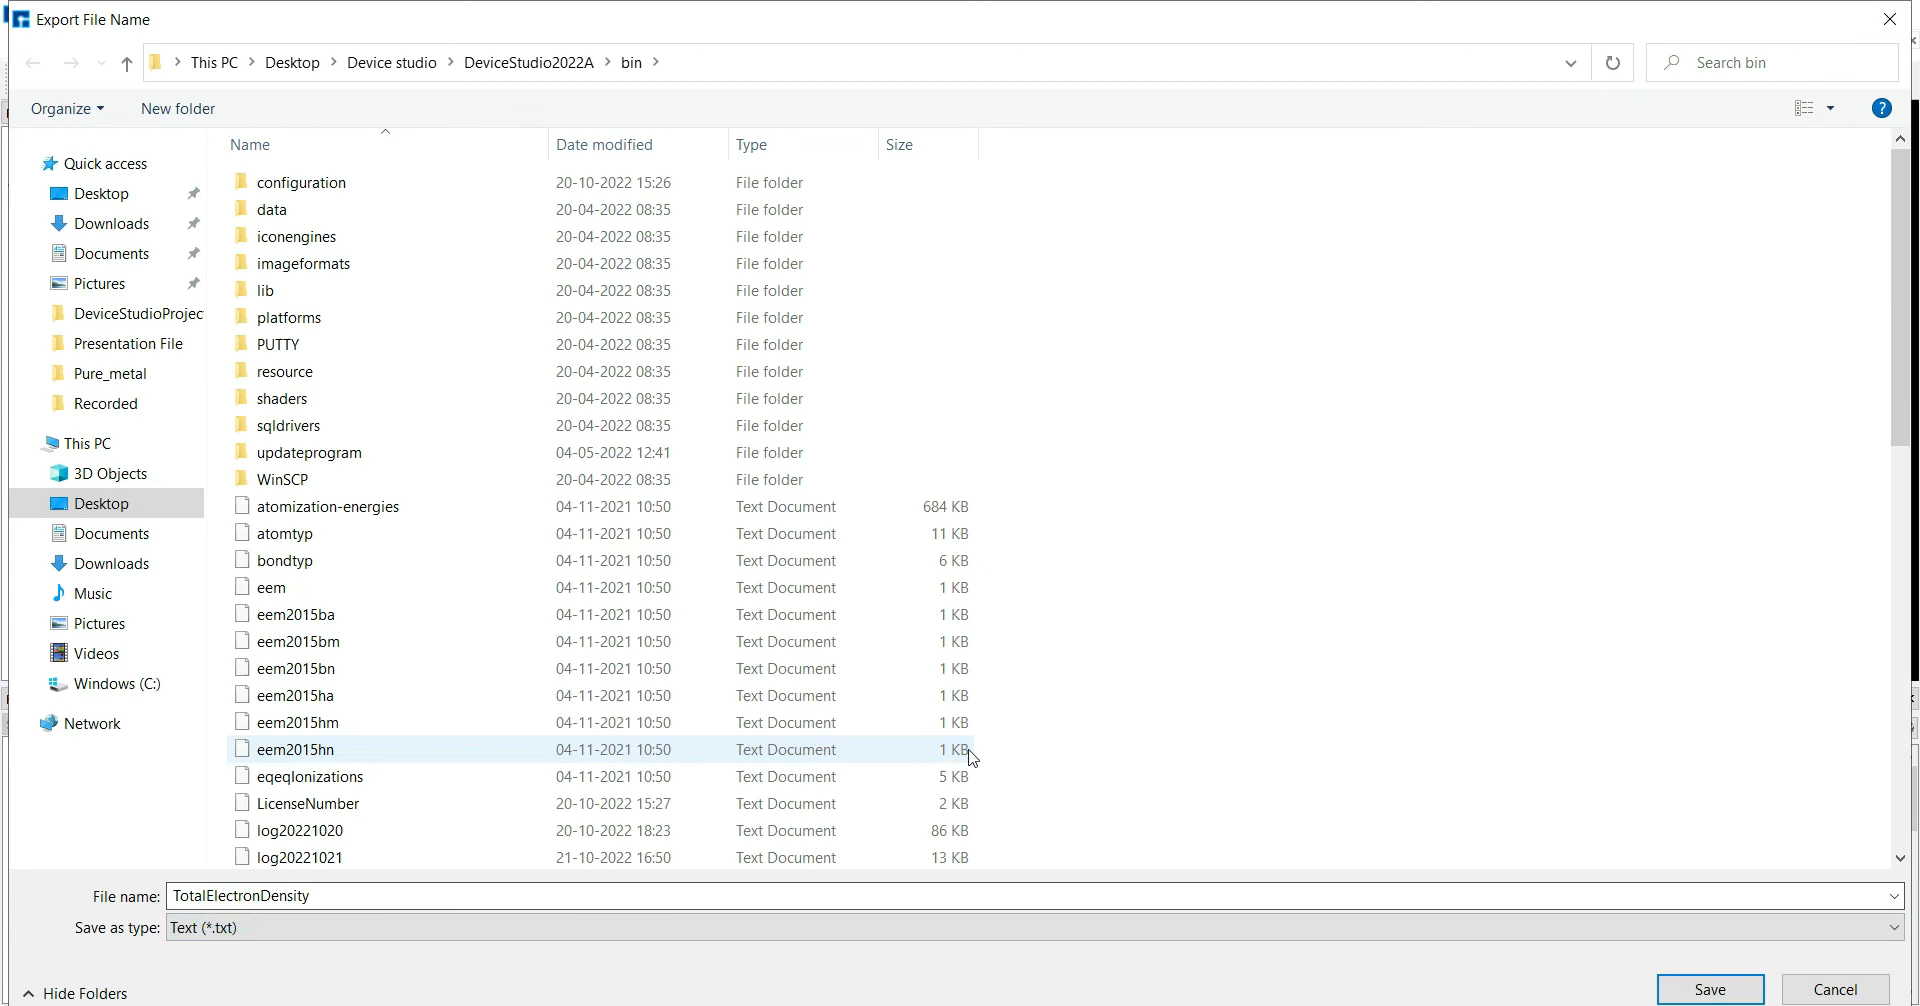 Export File Name
This PC > Desktop > Device studio > DeviceStudio2022A > bin >
Search bin
Organize
New folder
Quick access
Desktop
Downloads
Documents
Pictures
DeviceStudioProjec
Presentation File
Pure_metal
Recorded
This PC
3D Objects
Desktop
Documents
Downloads
Music
Pictures
Videos
Windows (C:)
Network
Name Date modified Type Size
configuration 20-10-2022 15:26 File folder
data 20-04-2022 08:35 File folder
iconengines 20-04-2022 08:35 File folder
imageformats 20-04-2022 08:35 File folder
lib 20-04-2022 08:35 File folder
platforms 20-04-2022 08:35 File folder
PUTTY 20-04-2022 08:35 File folder
resource 20-04-2022 08:35 File folder
shaders 20-04-2022 08:35 File folder
sqldrivers 20-04-2022 08:35 File folder
updateprogram 04-05-2022 12:41 File folder
WinSCP 20-04-2022 08:35 File folder
atomization-energies 04-11-2021 10:50 Text Document 684 KB
atomtyp 04-11-2021 10:50 Text Document 11 KB
bondtyp 04-11-2021 10:50 Text Document 6 KB
eem 04-11-2021 10:50 Text Document 1 KB
eem2015ba 04-11-2021 10:50 Text Document 1 KB
eem2015bm 04-11-2021 10:50 Text Document 1 KB
eem2015bn 04-11-2021 10:50 Text Document 1 KB
eem2015ha 04-11-2021 10:50 Text Document 1 KB
eem2015hm 04-11-2021 10:50 Text Document 1 KB
eem2015hn 04-11-2021 10:50 Text Document 1 KB
eqeqIonizations 04-11-2021 10:50 Text Document 5 KB
LicenseNumber 20-10-2022 15:27 Text Document 2 KB
log20221020 20-10-2022 18:23 Text Document 86 KB
log20221021 21-10-2022 16:50 Text Document 13 KB
File name: TotalElectronDensity
Save as type: Text (*.txt)
Hide Folders
Save
Cancel